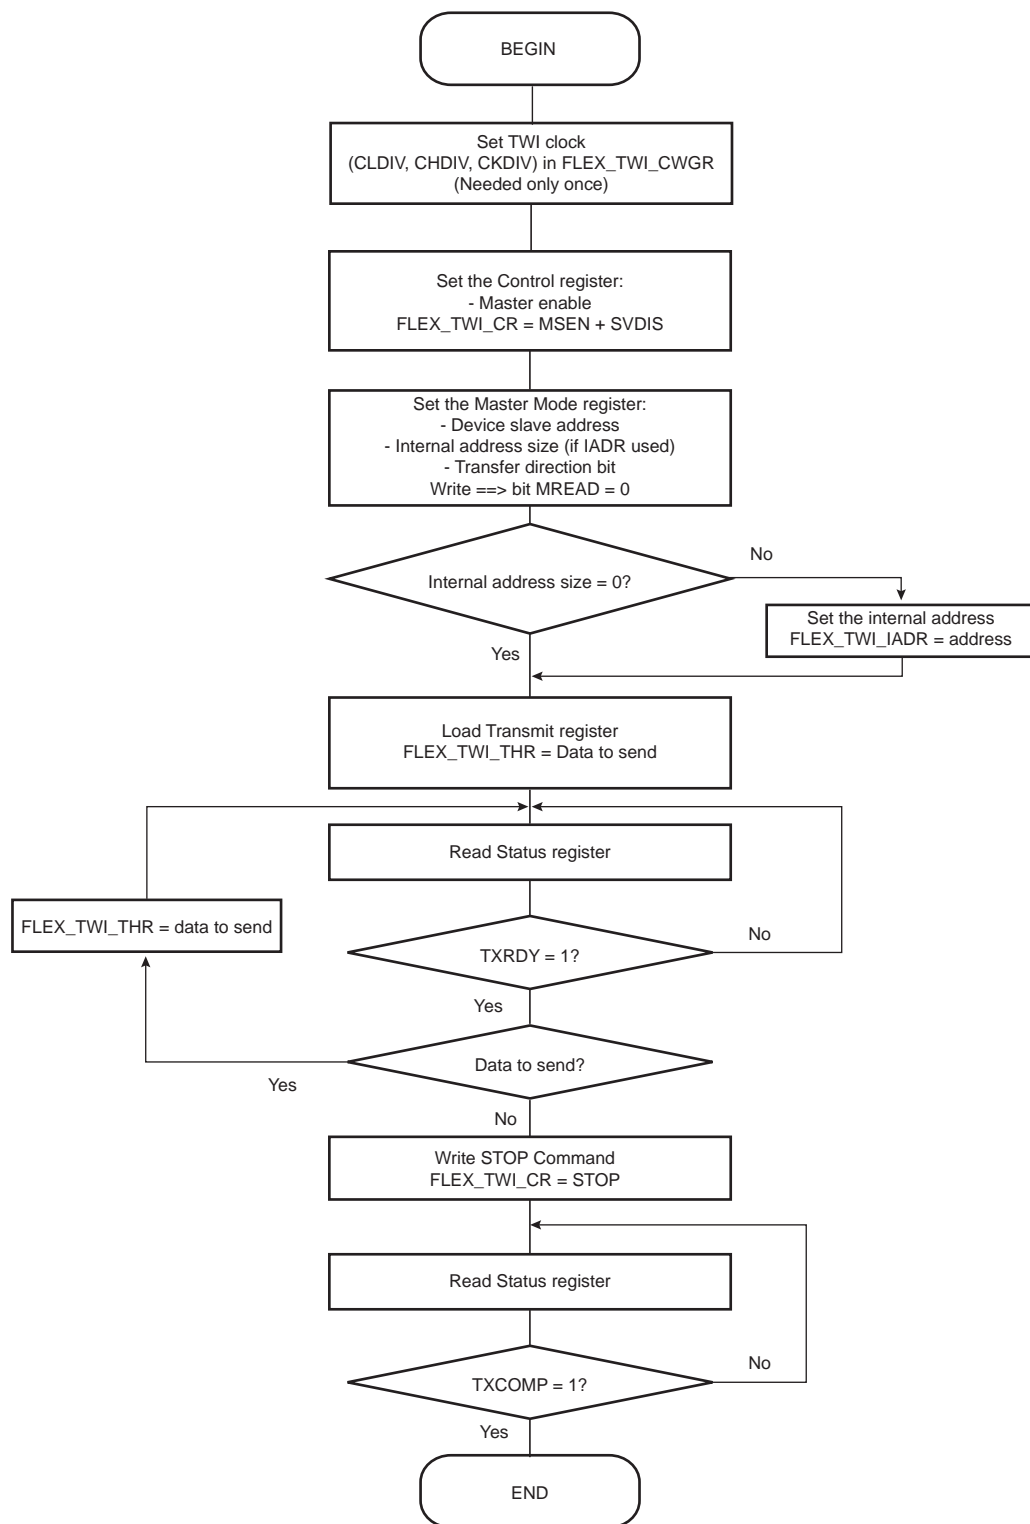 BEGIN
Set TWI clock
(CLDIV, CHDIV, CKDIV) in FLEX_TWI_CWGR
(Needed only once)
Set the Control register:
- Master enable
FLEX_TWI_CR = MSEN + SVDIS
Set the Master Mode register:
- Device slave address
- Internal address size (if IADR used)
- Transfer direction bit
Write ==> bit MREAD = 0
No
Internal address size = 0?
Set the internal address
FLEX_TWI_IADR = address
Yes
Load Transmit register
FLEX_TWI_THR = Data to send
Read Status register
FLEX_TWI_THR = data to send
No
TXRDY = 1?
Yes
Data to send?
Yes
No
Write STOP Command
FLEX_TWI_CR = STOP
Read Status register
No
TXCOMP = 1?
Yes
END